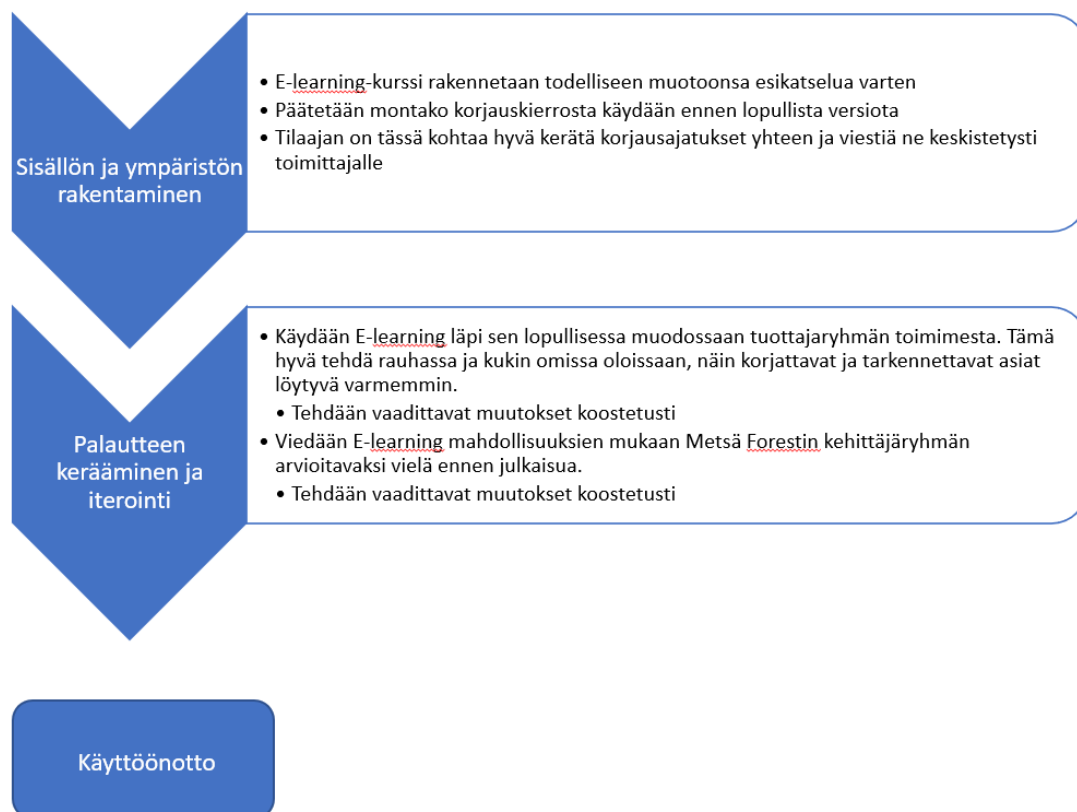 Sisällön ja ympäristön
rakentaminen
• E-learning-kurssi rakennetaan todelliseen muotoonsa esikatselua varten
• Päätetään montako korjauskierrosta käydään ennen lopullista versiota
• Tilaajan on tässä kohtaa hyvä kerätä korjausajatukset yhteen ja viestiä ne keskistetysti
toimittajalle
Palautteen
kerääminen ja
iterointi
• Käydään E-learning läpi sen lopullisessa muodossaan tuottajaryhmän toimimesta. Tämä
hyvä tehdä rauhassa ja kukin omissa oloissaan, näin korjattavat ja tarkennettavat asiat
löytyvä varmemmin.
• Tehdään vaadittavat muutokset koostetusti
• Viedään E-learning mahdollisuuksien mukaan Metsä Forestin kehittäjäryhmän
arvioitavaksi vielä ennen julkaisua.
• Tehdään vaadittavat muutokset koostetusti
Käyttöönotto